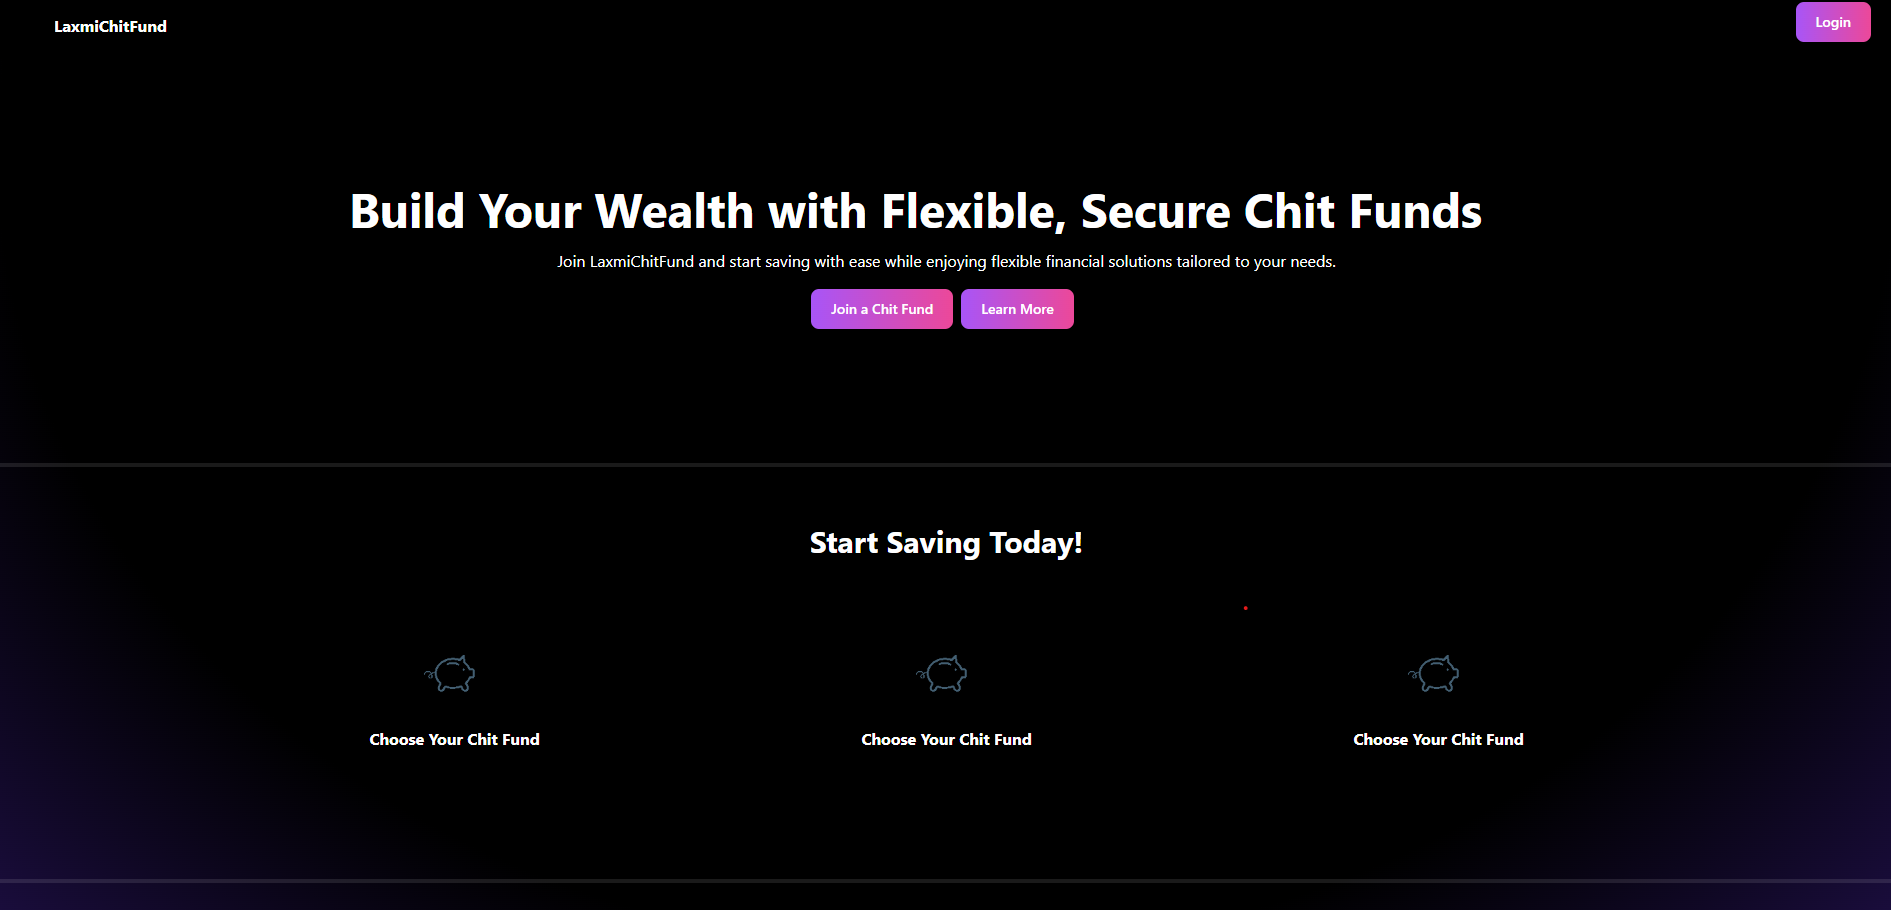 LaxmiChitFund
Login
Build Your Wealth with Flexible, Secure Chit Funds
Join LaxmiChitFund and start saving with ease while enjoying flexible financial solutions tailored to your needs.
Join a Chit Fund
Learn More
Start Saving Today!
Choose Your Chit Fund
Choose Your Chit Fund
Choose Your Chit Fund